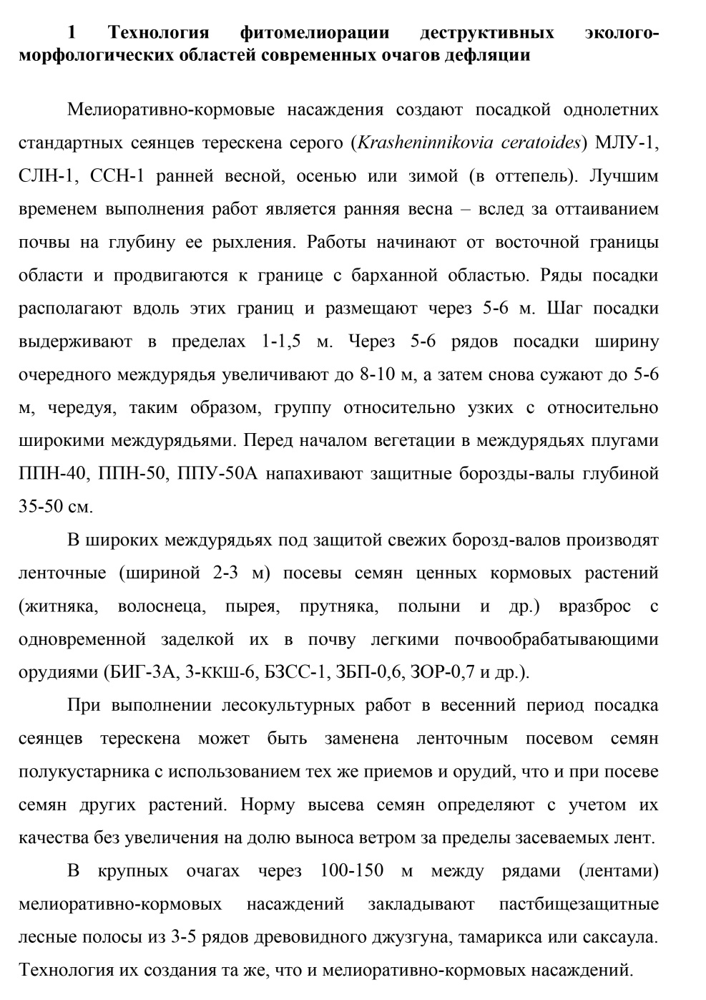 1 Технология фитомелиорации деструктивных эколого-
морфологических областей современных очагов дефляции
Мелиоративно-кормовые насаждения создают посадкой однолетних
стандартных сеянцев терескена серого (Krasheninnikovia ceratoides) МЛУ-1,
СЛН-1, ССН-1 ранней весной, осенью или зимой (в оттепель). Лучшим
временем выполнения работ является ранняя весна – вслед за оттаиванием
почвы на глубину ее рыхления. Работы начинают от восточной границы
области и продвигаются к границе с барханной областью. Ряды посадки
располагают вдоль этих границ и размещают через 5-6 м. Шаг посадки
выдерживают в пределах 1-1,5 м. Через 5-6 рядов посадки ширину
очередного междурядья увеличивают до 8-10 м, а затем снова сужают до 5-6
м, чередуя, таким образом, группу относительно узких с относительно
широкими междурядьями. Перед началом вегетации в междурядьях плугами
ППН-40, ППН-50, ППУ-50А напахивают защитные борозды-валы глубиной
35-50 см.
В широких междурядьях под защитой свежих борозд-валов производят
ленточные (шириной 2-3 м) посевы семян ценных кормовых растений
(житняка, волоснеца, пырея, прутняка, полыни и др.) вразброс с
одновременной заделкой их в почву легкими почвообрабатывающими
орудиями (БИГ-3А, 3-ККШ-6, БЗСС-1, ЗБП-0,6, ЗОР-0,7 и др.).
При выполнении лесокультурных работ в весенний период посадка
сеянцев терескена может быть заменена ленточным посевом семян
полукустарника с использованием тех же приемов и орудий, что и при посеве
семян других растений. Норму высева семян определяют с учетом их
качества без увеличения на долю выноса ветром за пределы засеваемых лент.
В крупных очагах через 100-150 м между рядами (лентами)
мелиоративно-кормовых насаждений закладывают пастбищезащитные
лесные полосы из 3-5 рядов древовидного джузгуна, тамарикса или саксаула.
Технология их создания та же, что и мелиоративно-кормовых насаждений.